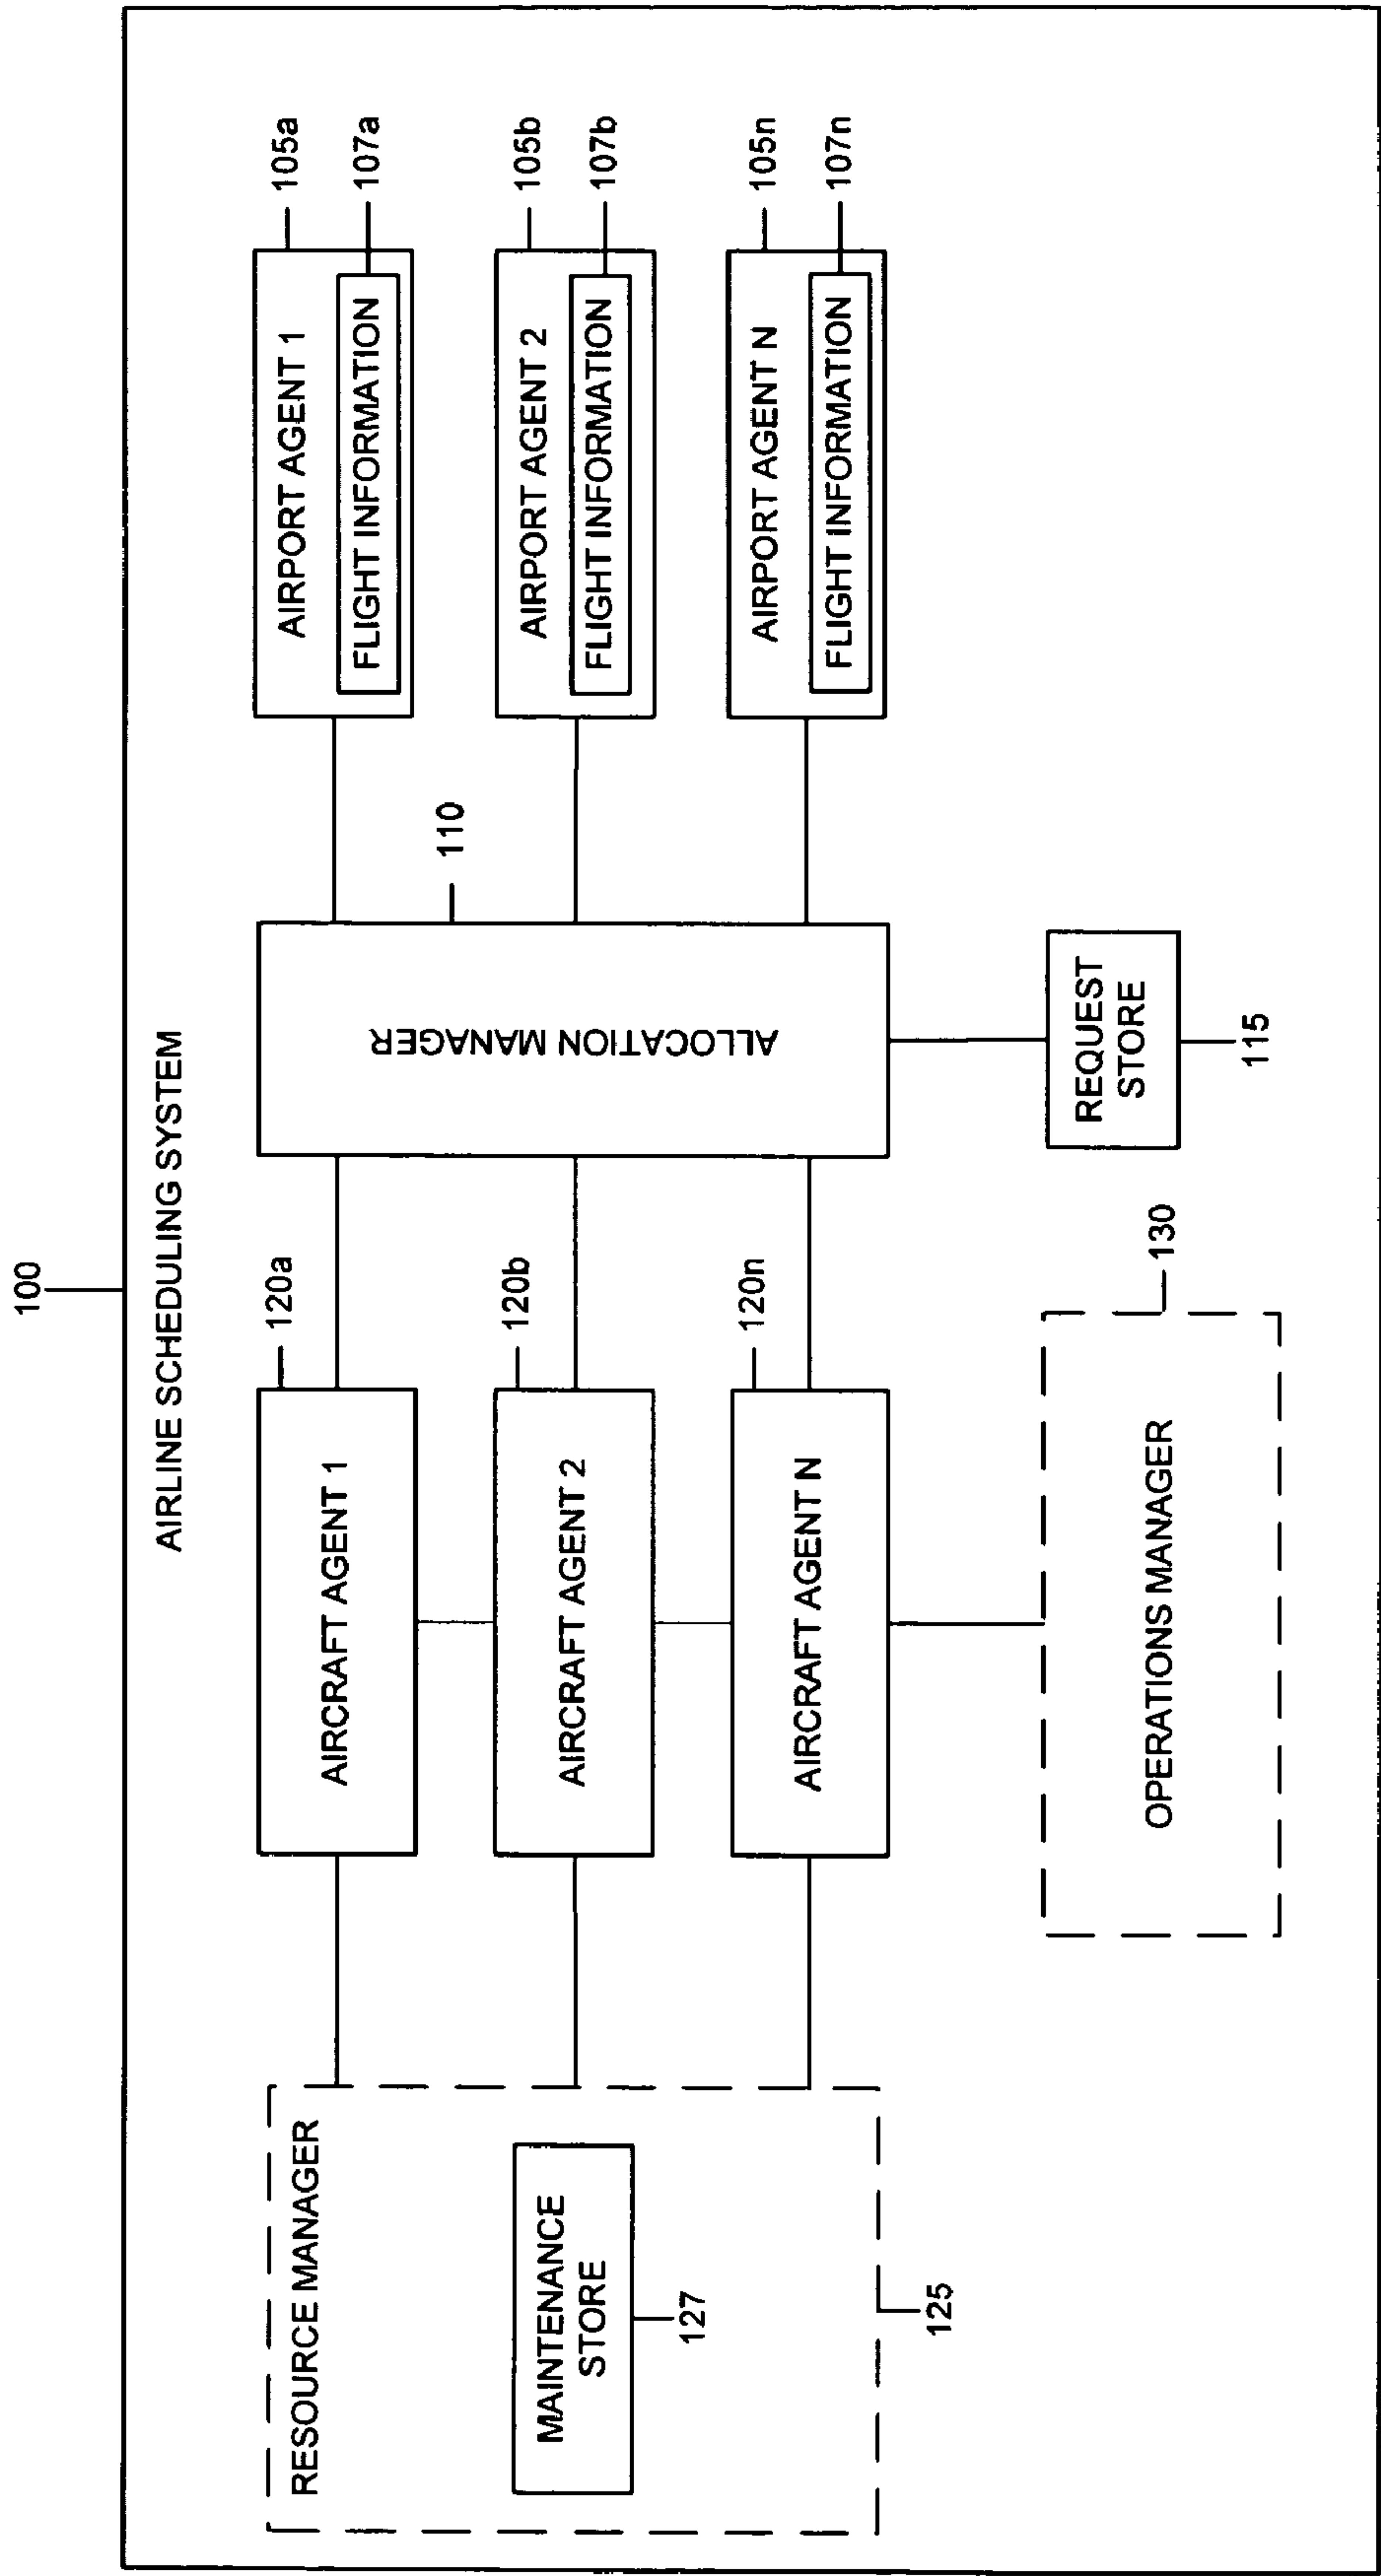 100
AIRLINE SCHEDULING SYSTEM
RESOURCE MANAGER
MAINTENANCE
STORE
127
125
AIRCRAFT AGENT 1
120a
AIRCRAFT AGENT 2
120b
AIRCRAFT AGENT N
120n
OPERATIONS MANAGER
130
ALLOCATION MANAGER
110
REQUEST
STORE
115
AIRPORT AGENT 1
105a
FLIGHT INFORMATION
107a
AIRPORT AGENT 2
105b
FLIGHT INFORMATION
107b
AIRPORT AGENT N
105n
FLIGHT INFORMATION
107n